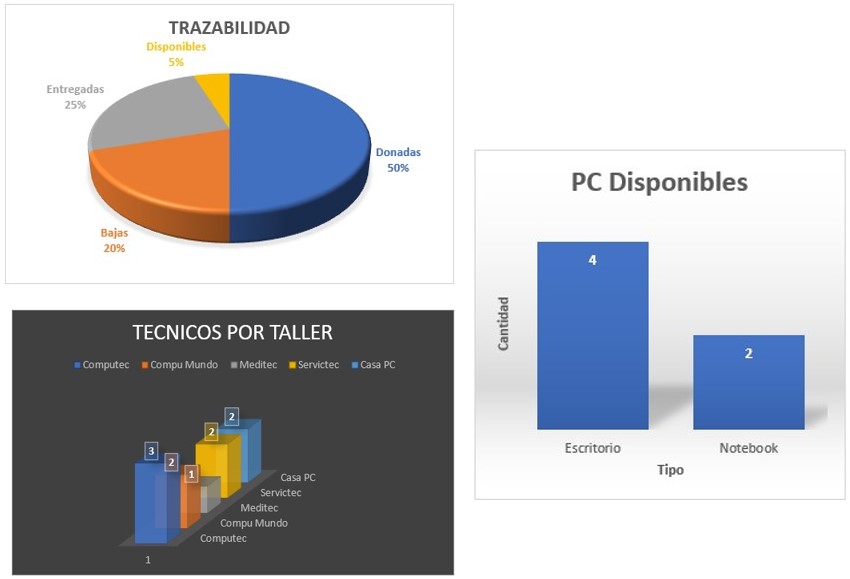 TRAZABILIDAD
Disponibles
5%
Entregadas
25%
Donadas
50%
Bajas
20%
PC Disponibles
Cantidad
4
2
Escritorio Notebook
Tipo
TECNICOS POR TALLER
Computec Compu Mundo Meditec Servictec Casa PC
2
2
3
2
1
Casa PC
Servictec
Meditec
Compu Mundo
Computec
1